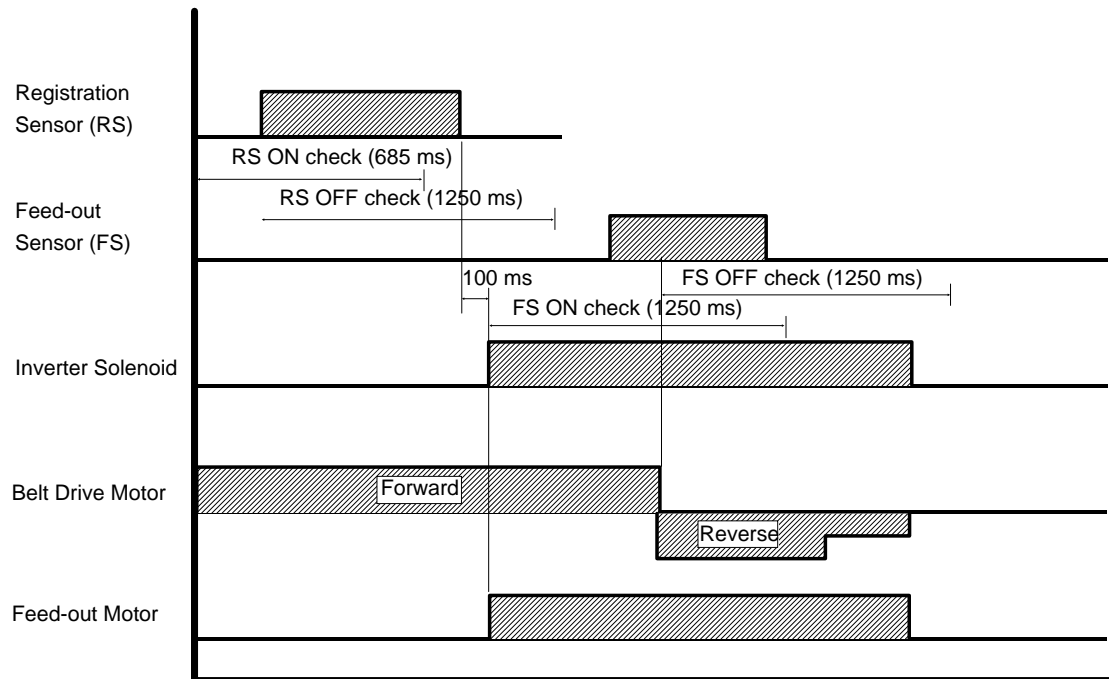 Registration
Sensor (RS)
RS ON check (685 ms)
RS OFF check (1250 ms)
Feed-out
Sensor (FS)
100 ms
FS OFF check (1250 ms)
FS ON check (1250 ms)
Inverter Solenoid
Belt Drive Motor
Forward
Reverse
Feed-out Motor